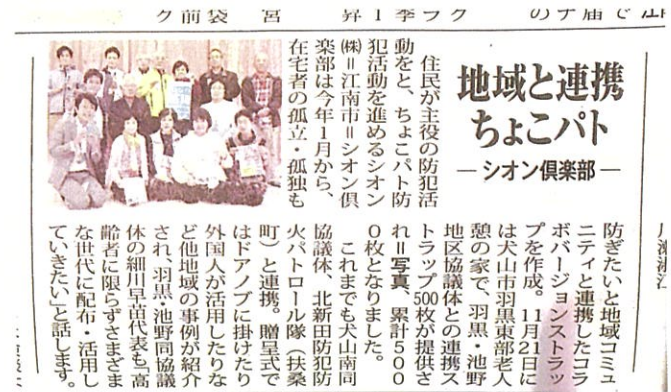 地域と連携
ちょこパト
―シオン倶楽部―
住民が主役の防犯活
動をと、ちょこパト防
犯活動を進めるシオン
㈱＝江南市＝シオン倶
楽部は今年1月から、
在宅者の孤立・孤独も
防ぎたいと地域コミュ
ニティと連携したコラ
ボバージョンストラッ
プを作成。11月21日に
は犬山市羽黒東部老人
憩の家で、羽黒・池野
地区協議体との連携ス
トラップ500枚が提供さ
れ＝写真、累計500
0枚となりました。
これまでも犬山南同
協議体、北新田防犯防
火パトロール隊（扶桑
町）と連携。贈呈式で
はドアノブに掛けたり
外国人が活用したりな
ど他地域の事例が紹介
され、羽黒・池野同協議
体の細川早苗代表も「高
齢者に限らずさまざま
な世代に配布・活用し
ていきたい」と話します。